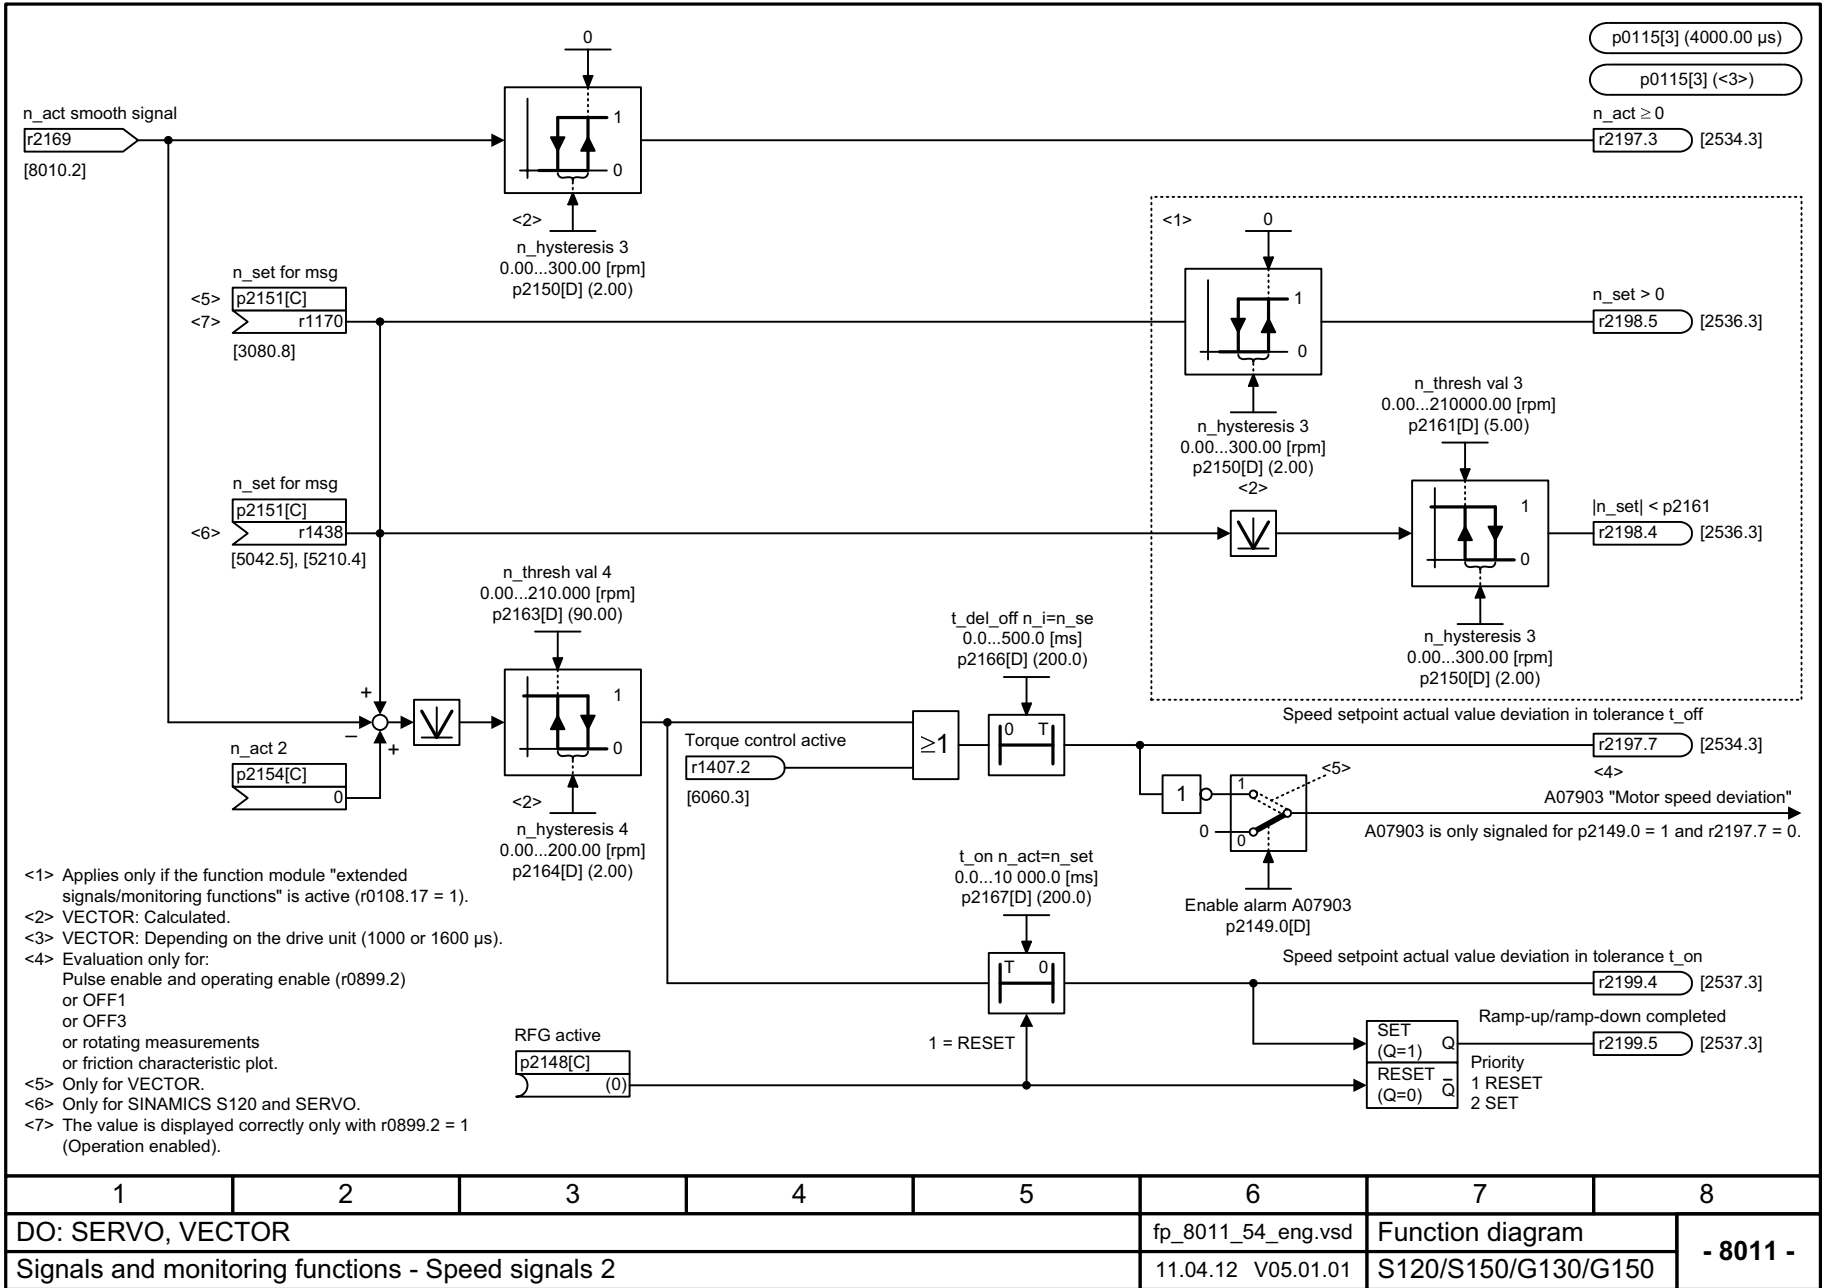 p0115[3] (4000.00 µs)
p0115[3] (<3>)
0
1
0
n_act smooth signal
r2169
[8010.2]
n_act ≥ 0
r2197.3
[2534.3]
<2>
n_hysteresis 3
0.00...300.00 [rpm]
p2150[D] (2.00)
<1>
0
1
0
n_set for msg
<5>
p2151[C]
<7>
r1170
[3080.8]
n_set > 0
r2198.5
[2536.3]
n_hysteresis 3
0.00...300.00 [rpm]
p2150[D] (2.00)
<2>
n_thresh val 3
0.00...210000.00 [rpm]
p2161[D] (5.00)
n_set for msg
p2151[C]
<6>
r1438
[5042.5], [5210.4]
1
0
|n_set| < p2161
r2198.4
[2536.3]
n_hysteresis 3
0.00...300.00 [rpm]
p2150[D] (2.00)
n_thresh val 4
0.00...210.000 [rpm]
p2163[D] (90.00)
t_del_off n_i=n_se
0.0...500.0 [ms]
p2166[D] (200.0)
+
–
+
1
0
n_act 2
p2154[C]
0
<2>
n_hysteresis 4
0.00...200.00 [rpm]
p2164[D] (2.00)
Torque control active
r1407.2
[6060.3]
≥1
0 T
Speed setpoint actual value deviation in tolerance t_off
r2197.7
[2534.3]
<4>
<5>
1
1
0
0
A07903 "Motor speed deviation"
A07903 is only signaled for p2149.0 = 1 and r2197.7 = 0.
Enable alarm A07903
p2149.0[D]
t_on n_act=n_set
0.0...10 000.0 [ms]
p2167[D] (200.0)
T 0
Speed setpoint actual value deviation in tolerance t_on
r2199.4
[2537.3]
1 = RESET
RFG active
p2148[C]
(0)
SET
(Q=1)
Q
RESET
(Q=0)
Q̅
Priority
1 RESET
2 SET
Ramp-up/ramp-down completed
r2199.5
[2537.3]
<1> Applies only if the function module "extended
signals/monitoring functions" is active (r0108.17 = 1).
<2> VECTOR: Calculated.
<3> VECTOR: Depending on the drive unit (1000 or 1600 µs).
<4> Evaluation only for:
Pulse enable and operating enable (r0899.2)
or OFF1
or OFF3
or rotating measurements
or friction characteristic plot.
<5> Only for VECTOR.
<6> Only for SINAMICS S120 and SERVO.
<7> The value is displayed correctly only with r0899.2 = 1
(Operation enabled).
1 2 3 4 5 6 7 8
DO: SERVO, VECTOR
fp_8011_54_eng.vsd
Function diagram
- 8011 -
Signals and monitoring functions - Speed signals 2
11.04.12 V05.01.01
S120/S150/G130/G150